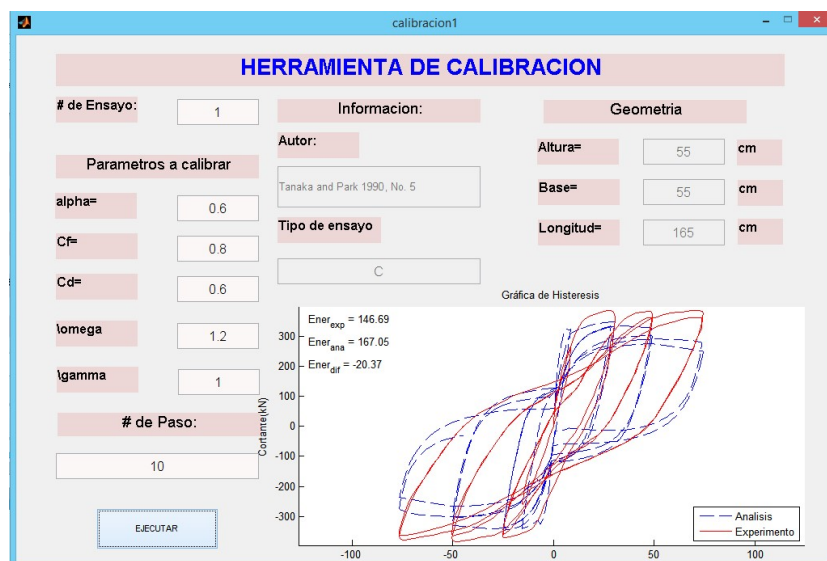 calibracion1
HERRAMIENTA DE CALIBRACION
# de Ensayo:
1
Informacion:
Geometria
Autor:
Tanaka and Park 1990, No. 5
Altura=
55
cm
Base=
55
cm
Longitud=
165
cm
Parametros a calibrar
alpha=
0.6
Cf=
0.8
Cd=
0.6
\omega
1.2
\gamma
1
Tipo de ensayo
C
# de Paso:
10
EJECUTAR
Gráfica de Histeresis
Ener_exp = 146.69
Ener_ana = 167.05
Ener_dif = -20.37
Cortante(kN)
300
200
100
0
-100
-200
-300
-100
-50
0
50
100
Analisis
Experimento